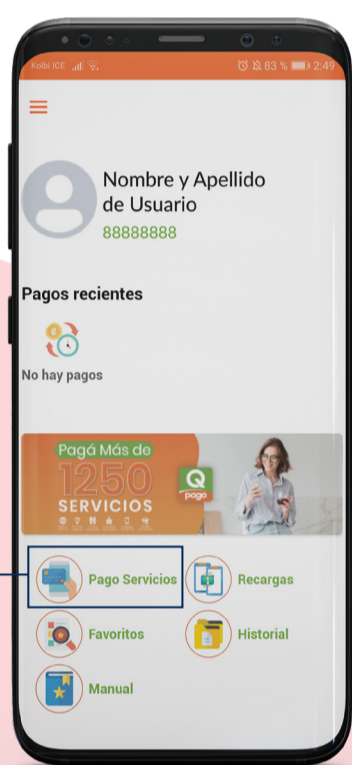 Kolbi ICE
83 % 2:49
Nombre y Apellido
de Usuario
88888888
Pagos recientes
No hay pagos
Pagá Más de
1250
SERVICIOS
Q
pago
Pago Servicios
Recargas
Favoritos
Historial
Manual